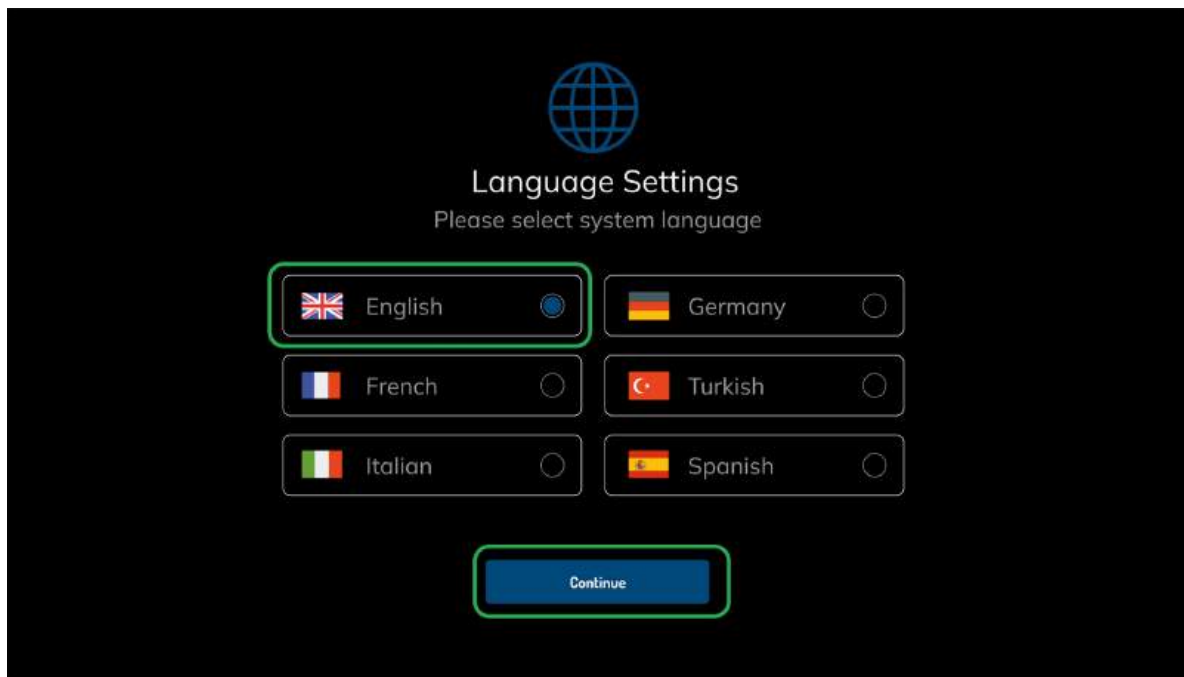 Language Settings
Please select system language
English
Germany
French
Turkish
Italian
Spanish
Continue